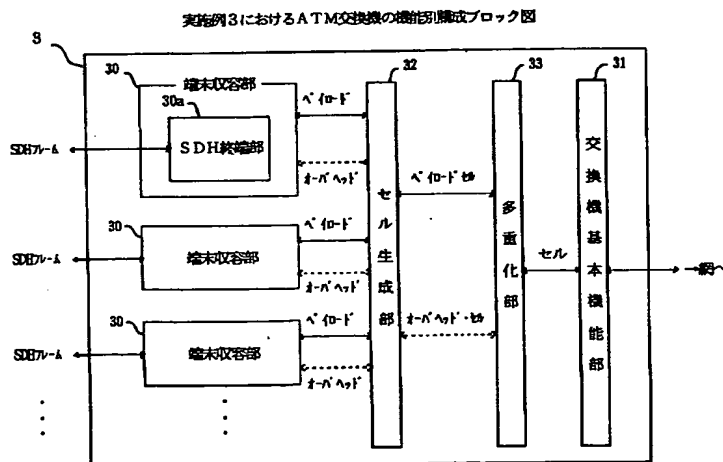 実施例3におけるATM交換機の機能別構成ブロック図
3
30
端末収容部
30a
SDH終端部
SDHフレーム
ペイロード
オーバヘッド
32
セル生成部
33
多重化部
31
交換機基本機能部
ペイロードセル
セル
網へ
30
端末収容部
SDHフレーム
ペイロード
オーバヘッド
30
端末収容部
SDHフレーム
ペイロード
オーバヘッド
オーバヘッド・セル